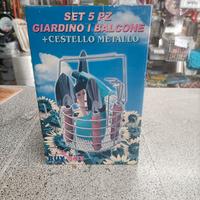 SET 5 PZ
GIARDINO I BALCONE
+CESTELLO METALLO